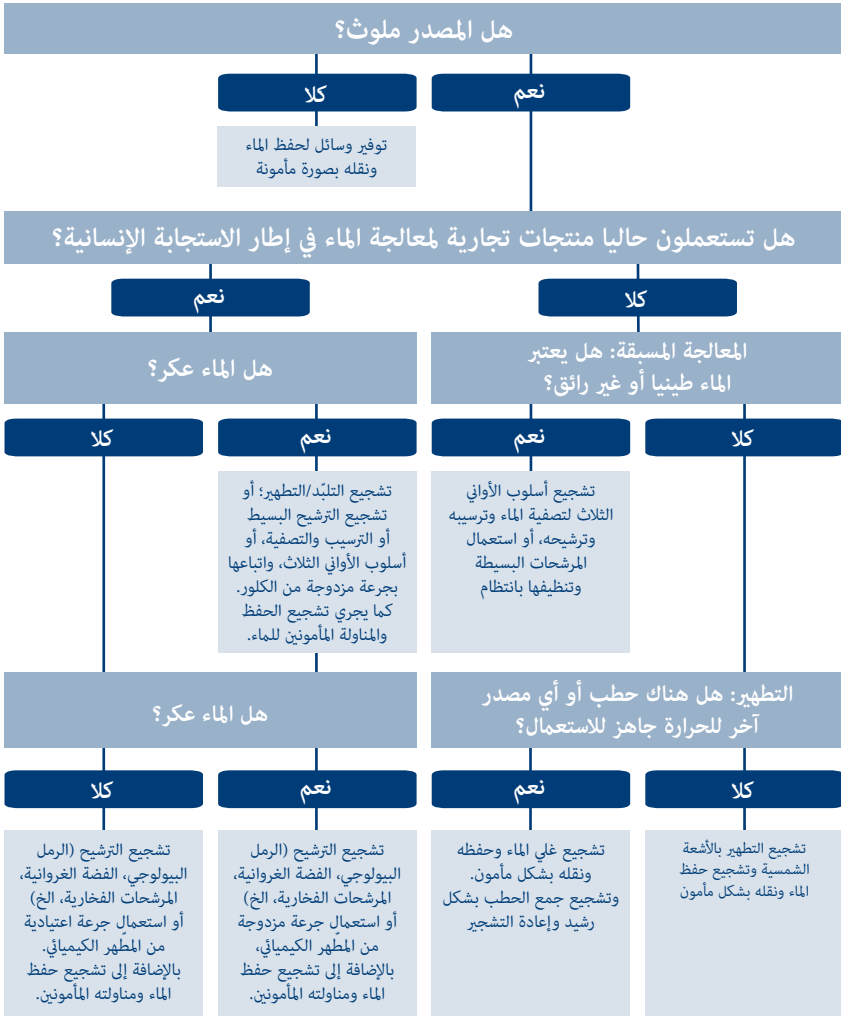 هل المصدر ملوث؟
نعم
كلا
توفير وسائل لحفظ الماء
ونقله بصورة مأمونة
هل تستعملون حاليا منتجات تجارية لمعالجة الماء في إطار الاستجابة الإنسانية؟
كلا
نعم
المعالجة المسبقة: هل يعتبر
الماء طينيا أو غير رائق؟
هل الماء عكر؟
كلا
نعم
نعم
كلا
تشجيع أسلوب الأواني
الثلاث لتصفية الماء وترسيبه
وترشيحه، أو استعمال
المرشحات البسيطة
وتنظيفها بانتظام
تشجيع التلبّد/التطهير؛ أو
تشجيع الترشيح البسيط
أو الترسيب والتصفية، أو
أسلوب الأواني الثلاث، واتباعها
بجرعة مزدوجة من الكلور.
كما يجري تشجيع الحفظ
والمناولة المأمونين للماء.
التطهير: هل هناك حطب أو أي مصدر
آخر للحرارة جاهز للاستعمال؟
هل الماء عكر؟
كلا
نعم
نعم
كلا
تشجيع التطهير بالأشعة
الشمسية وتشجيع حفظ
الماء ونقله بشكل مأمون
تشجيع غلي الماء وحفظه
ونقله بشكل مأمون.
وتشجيع جمع الحطب بشكل
رشيد وإعادة التشجير
تشجيع الترشيح (الرمل
البيولوجي، الفضة الغروانية،
المرشحات الفخارية، الخ)
أو استعمال جرعة مزدوجة
من المطّهر الكيميائي،
بالإضافة إلى تشجيع حفظ
الماء ومناولته المأمونين.
تشجيع الترشيح (الرمل
البيولوجي، الفضة الغروانية،
المرشحات الفخارية، الخ)
أو استعمال جرعة اعتيادية
من المطّهر الكيميائي.
بالإضافة إلى تشجيع حفظ
الماء ومناولته المأمونين.